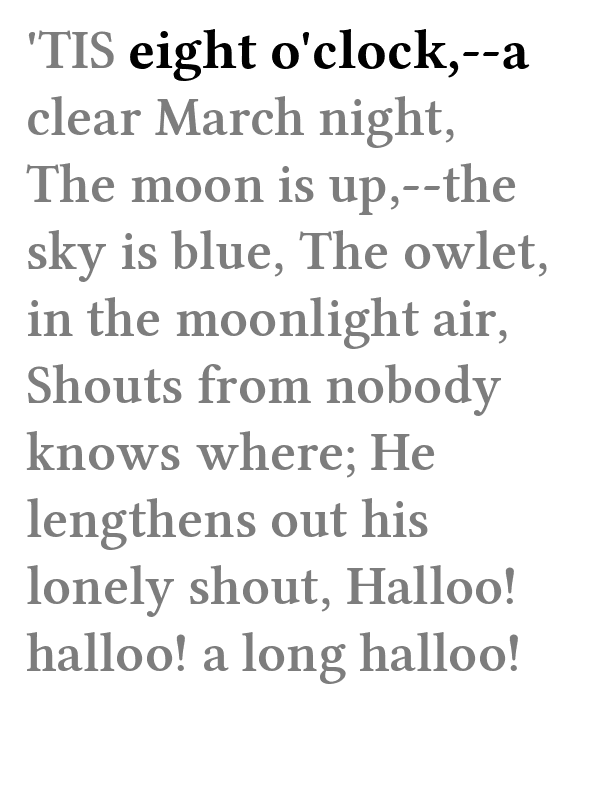 'TIS eight o'clock,--a
clear March night,
The moon is up,--the
sky is blue, The owlet,
in the moonlight air,
Shouts from nobody
knows where; He
lengthens out his
lonely shout, Halloo!
halloo! a long halloo!